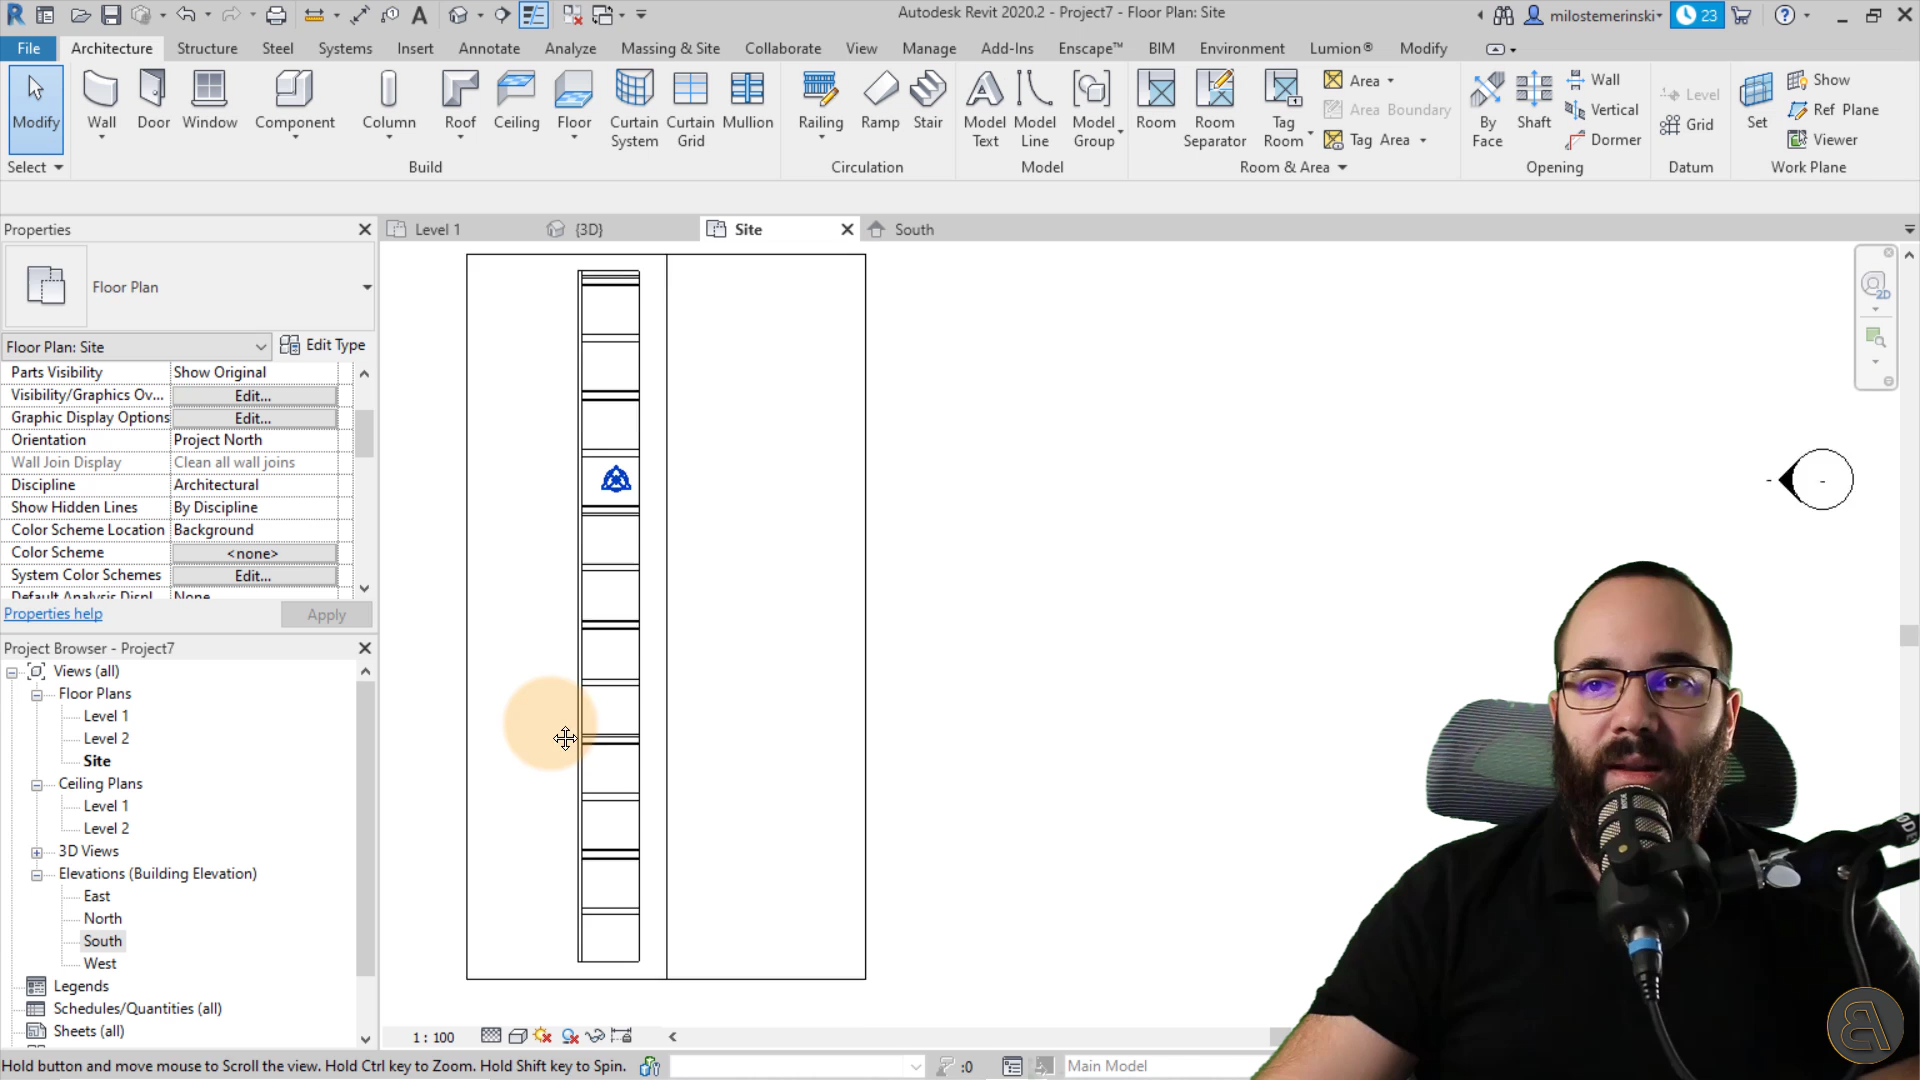 Autodesk Revit 2020.2 - Project7 - Floor Plan: Site
milostemerinski
23
File Architecture Structure Steel Systems Insert Annotate Analyze Massing & Site Collaborate View Manage Add-Ins Enscape™ BIM Environment Lumion® Modify
Modify Wall Door Window Component Column Roof Ceiling Floor Curtain System Curtain Grid Mullion Railing Ramp Stair Model Text Model Line Model Group Room Room Separator Tag Room Area Area Boundary Tag Area By Face Shaft Wall Vertical Dormer Level Grid Set Show Ref Plane Viewer
Select Build Circulation Model Room & Area Opening Datum Work Plane
Properties
Level 1 {3D} Site South
Floor Plan
Floor Plan: Site Edit Type
Parts Visibility Show Original
Visibility/Graphics Ov... Edit...
Graphic Display Options Edit...
Orientation Project North
Wall Join Display Clean all wall joins
Discipline Architectural
Show Hidden Lines By Discipline
Color Scheme Location Background
Color Scheme <none>
System Color Schemes Edit...
Default Analysis Displ... None
Properties help Apply
Project Browser - Project7
Views (all)
Floor Plans
Level 1
Level 2
Site
Ceiling Plans
Level 1
Level 2
3D Views
Elevations (Building Elevation)
East
North
South
West
Legends
Schedules/Quantities (all)
Sheets (all)
1 : 100
Hold button and move mouse to Scroll the view. Hold Ctrl key to Zoom. Hold Shift key to Spin.
:0
Main Model
2D